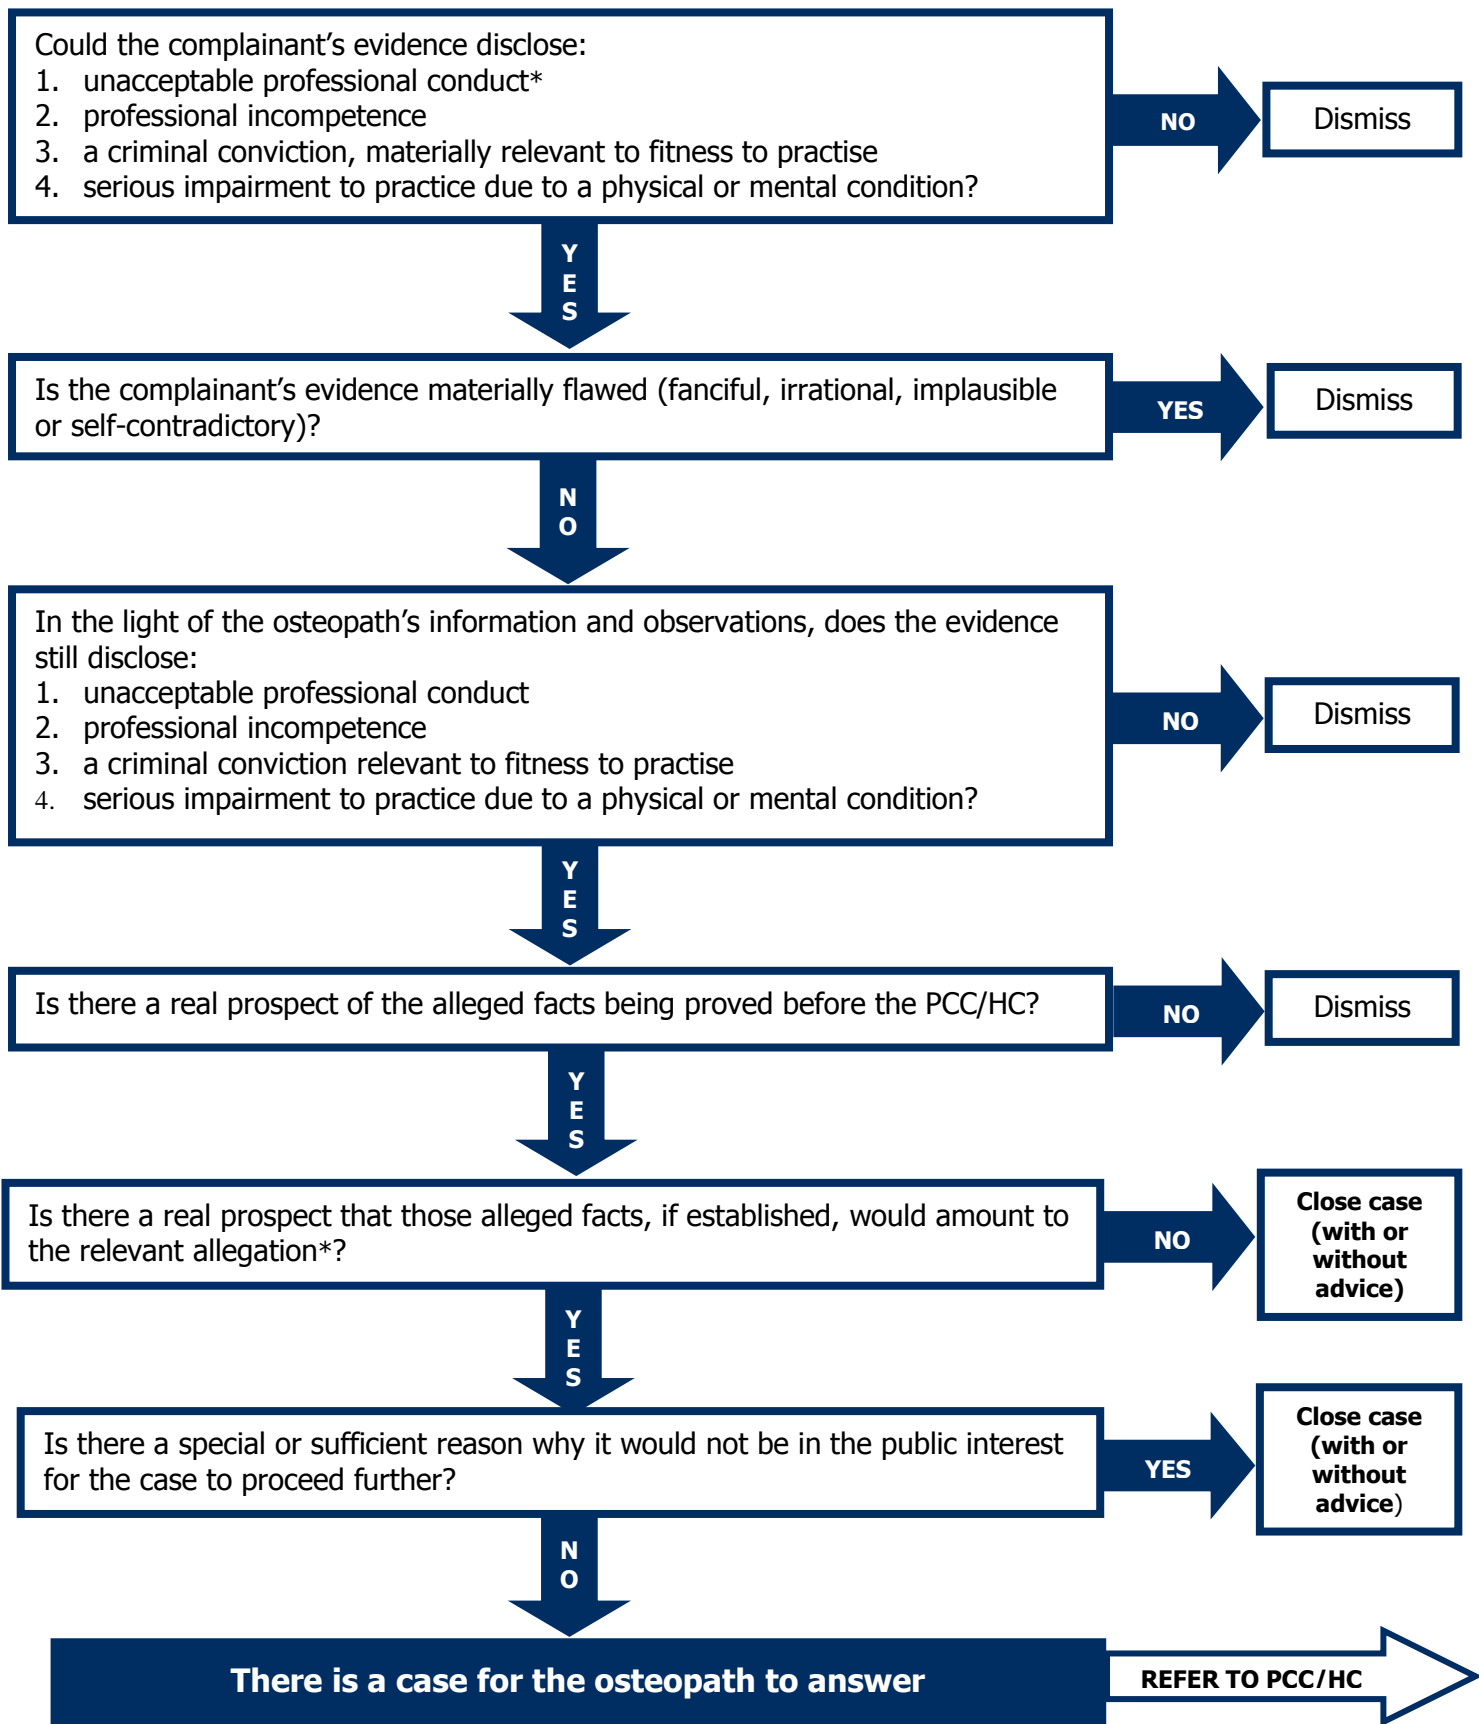 Could the complainant’s evidence disclose:
1. unacceptable professional conduct*
2. professional incompetence
3. a criminal conviction, materially relevant to fitness to practise
4. serious impairment to practice due to a physical or mental condition?
NO
Dismiss
YES
Is the complainant’s evidence materially flawed (fanciful, irrational, implausible
or self-contradictory)?
YES
Dismiss
NO
In the light of the osteopath’s information and observations, does the evidence
still disclose:
1. unacceptable professional conduct
2. professional incompetence
3. a criminal conviction relevant to fitness to practise
4. serious impairment to practice due to a physical or mental condition?
NO
Dismiss
YES
Is there a real prospect of the alleged facts being proved before the PCC/HC?
NO
Dismiss
YES
Is there a real prospect that those alleged facts, if established, would amount to
the relevant allegation*?
NO
Close case
(with or
without
advice)
YES
Is there a special or sufficient reason why it would not be in the public interest
for the case to proceed further?
YES
Close case
(with or
without
advice)
NO
There is a case for the osteopath to answer
REFER TO PCC/HC